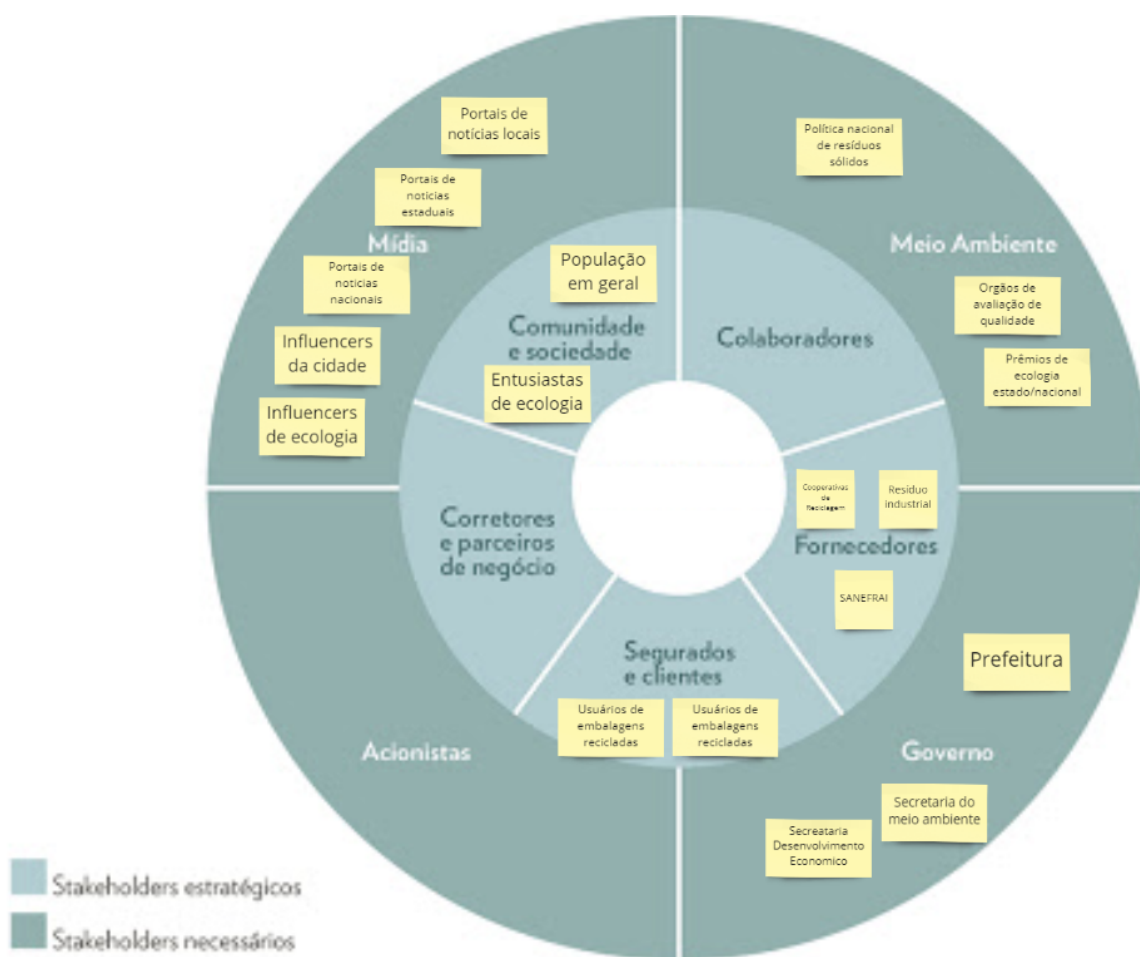 Portais de
notícias locais
Portais de
noticias
estaduais
Mídia
Portais de
noticias
nacionais
Influencers
da cidade
Influencers
de ecologia
Política nacional
de resíduos
sólidos
Meio Ambiente
Orgãos de
avaliação de
qualidade
Prêmios de
ecologia
estado/nacional
População
em geral
Comunidade
e sociedade
Entusiastas
de ecologia
Colaboradores
Corretores
e parceiros
de negócio
Cooperativas
de
Reciclagem
Resíduo
industrial
Fornecedores
SANEFRAI
Segurados
e clientes
Usuários de
embalagens
recicladas
Usuários de
embalagens
recicladas
Acionistas
Prefeitura
Governo
Secretaria do
meio ambiente
Secreataria
Desenvolvimento
Economico
Stakeholders estratégicos
Stakeholders necessários